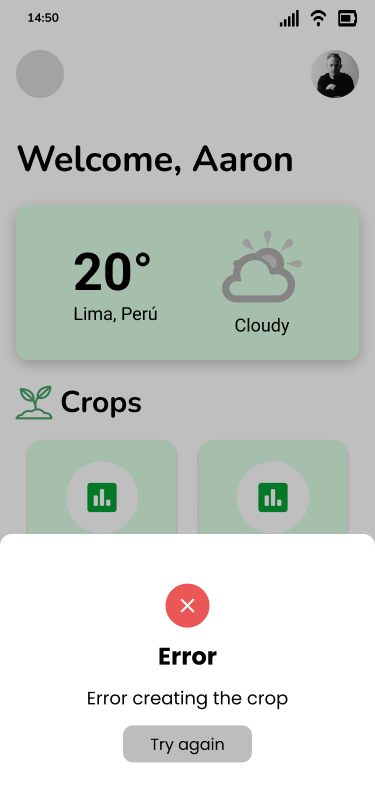 14:50
Welcome, Aaron
20°
Lima, Perú
Cloudy
Crops
Error
Error creating the crop
Try again